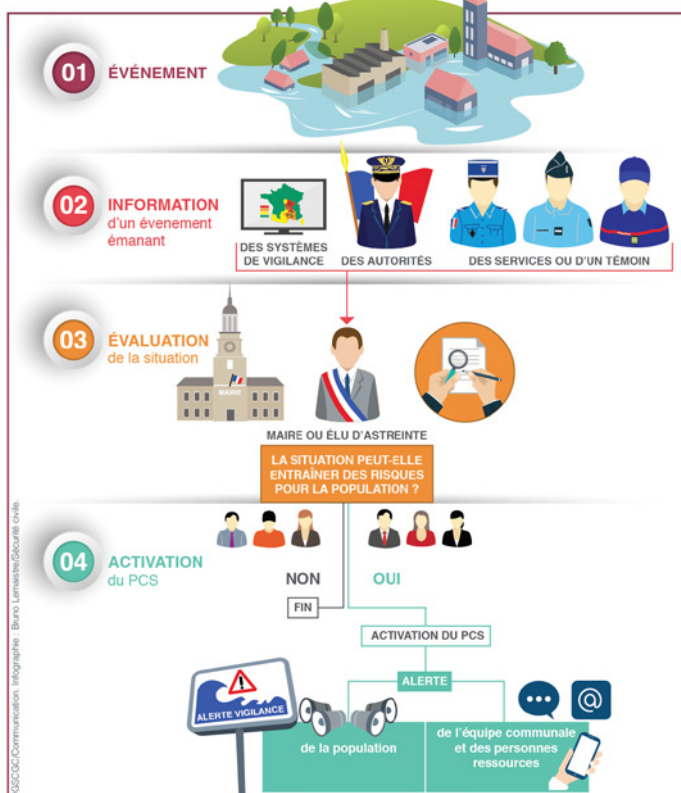 01 ÉVÉNEMENT
02 INFORMATION
d'un évenement
émanant
DES SYSTÈMES
DE VIGILANCE
DES AUTORITÉS
DES SERVICES OU D'UN TÉMOIN
03 ÉVALUATION
de la situation
MAIRIE
MAIRE OU ÉLU D'ASTREINTE
LA SITUATION PEUT-ELLE
ENTRAÎNER DES RISQUES
POUR LA POPULATION ?
04 ACTIVATION
du PCS
NON
OUI
FIN
ACTIVATION DU PCS
ALERTE
ALERTE VIGILANCE
de la population
de l'équipe communale
et des personnes
ressources
@
GSCGC/Communication. Infographie : Bruno Lemaistre/Sécurité civile.